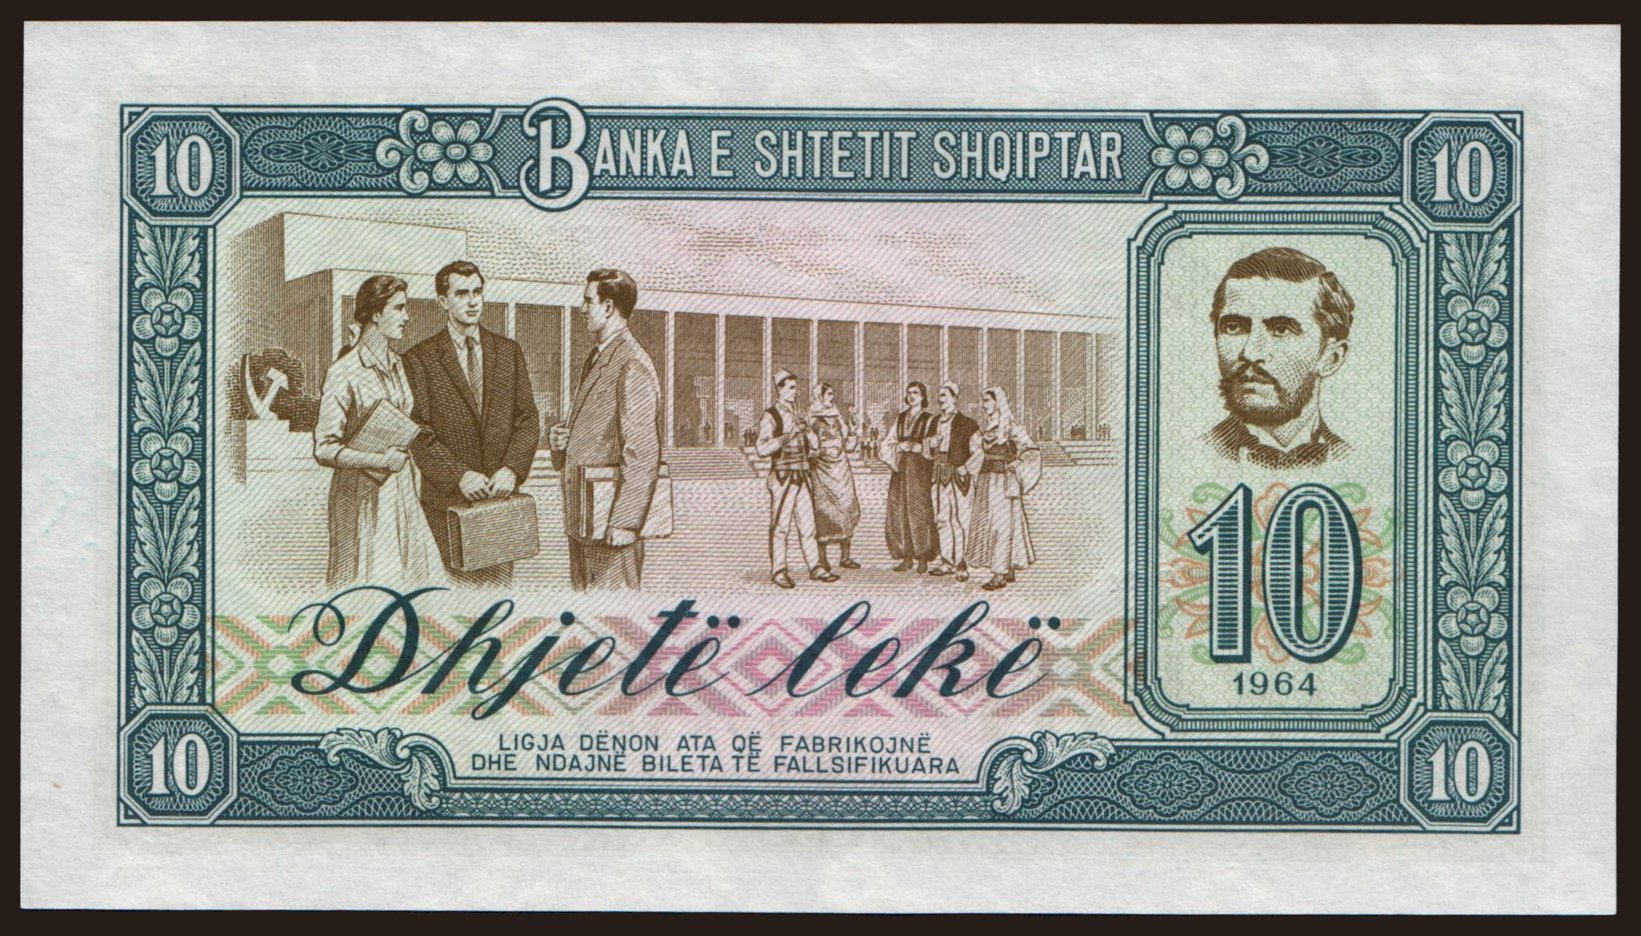 10 BANKA E SHTETIT SHQIPTAR 10
10
1964
Dhjetë lekë
LIGJA DËNON ATA QË FABRIKOJNË
DHE NDAJNË BILETA TË FALLSIFIKUARA
10 10